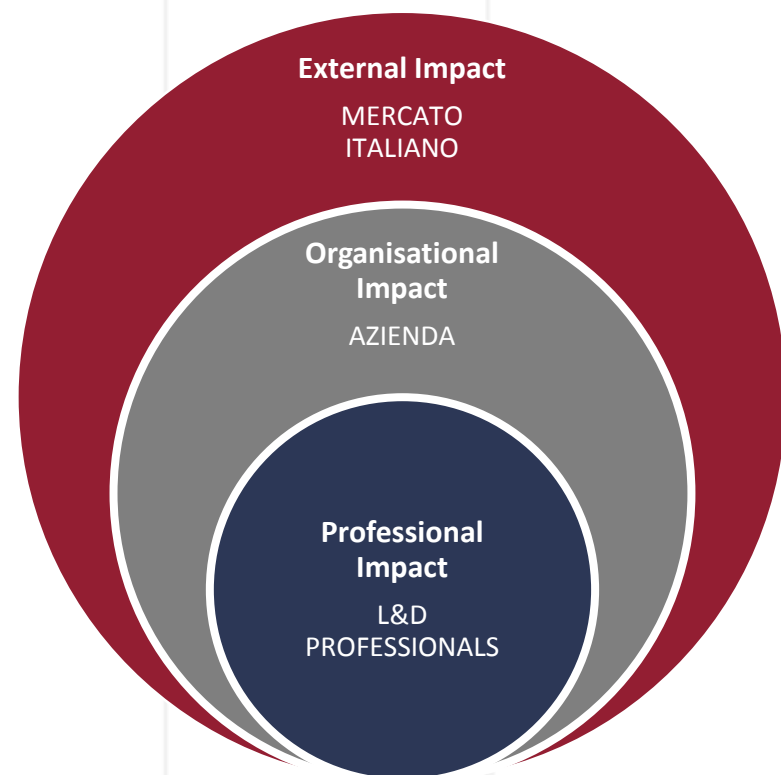 External Impact
MERCATO
ITALIANO
Organisational
Impact
AZIENDA
Professional
Impact
L&D
PROFESSIONALS